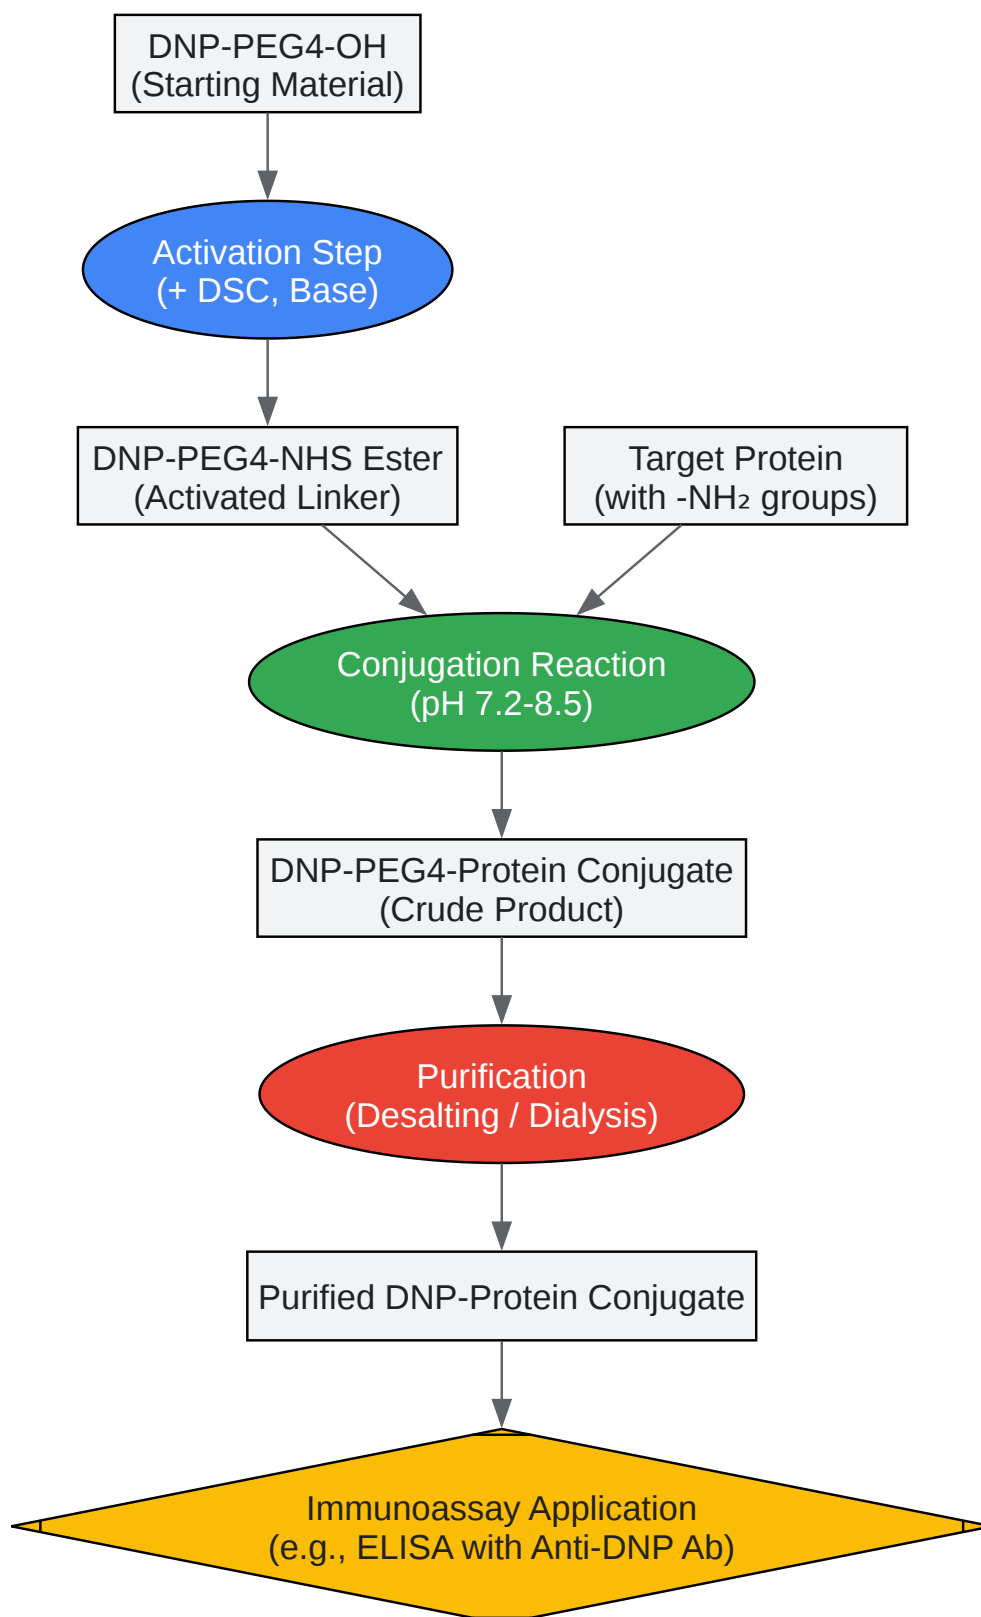 DNP-PEG4-OH
(Starting Material)
Activation Step
(+ DSC, Base)
DNP-PEG4-NHS Ester
(Activated Linker)
Target Protein
(with -NH₂ groups)
Conjugation Reaction
(pH 7.2-8.5)
DNP-PEG4-Protein Conjugate
(Crude Product)
Purification
(Desalting / Dialysis)
Purified DNP-Protein Conjugate
Immunoassay Application
(e.g., ELISA with Anti-DNP Ab)